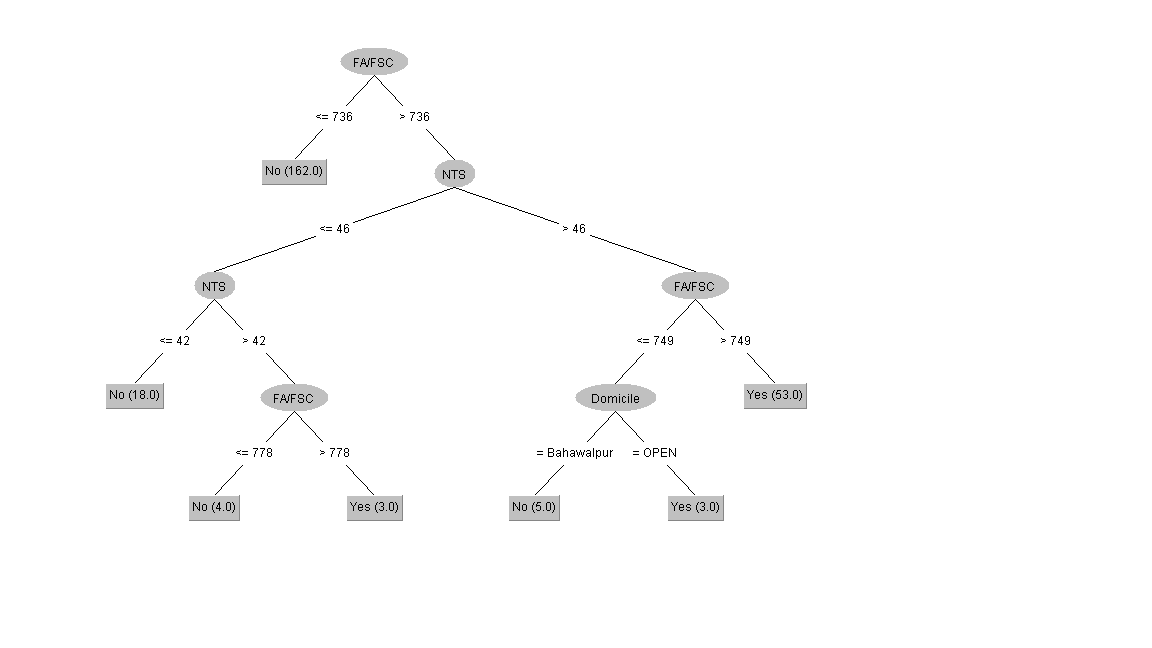 FA/FSC
<= 736 > 736
No (162.0) NTS
<= 46 > 46
NTS FA/FSC
<= 42 > 42 <= 749 > 749
No (18.0) FA/FSC Domicile Yes (53.0)
<= 778 > 778 = Bahawalpur = OPEN
No (4.0) Yes (3.0) No (5.0) Yes (3.0)